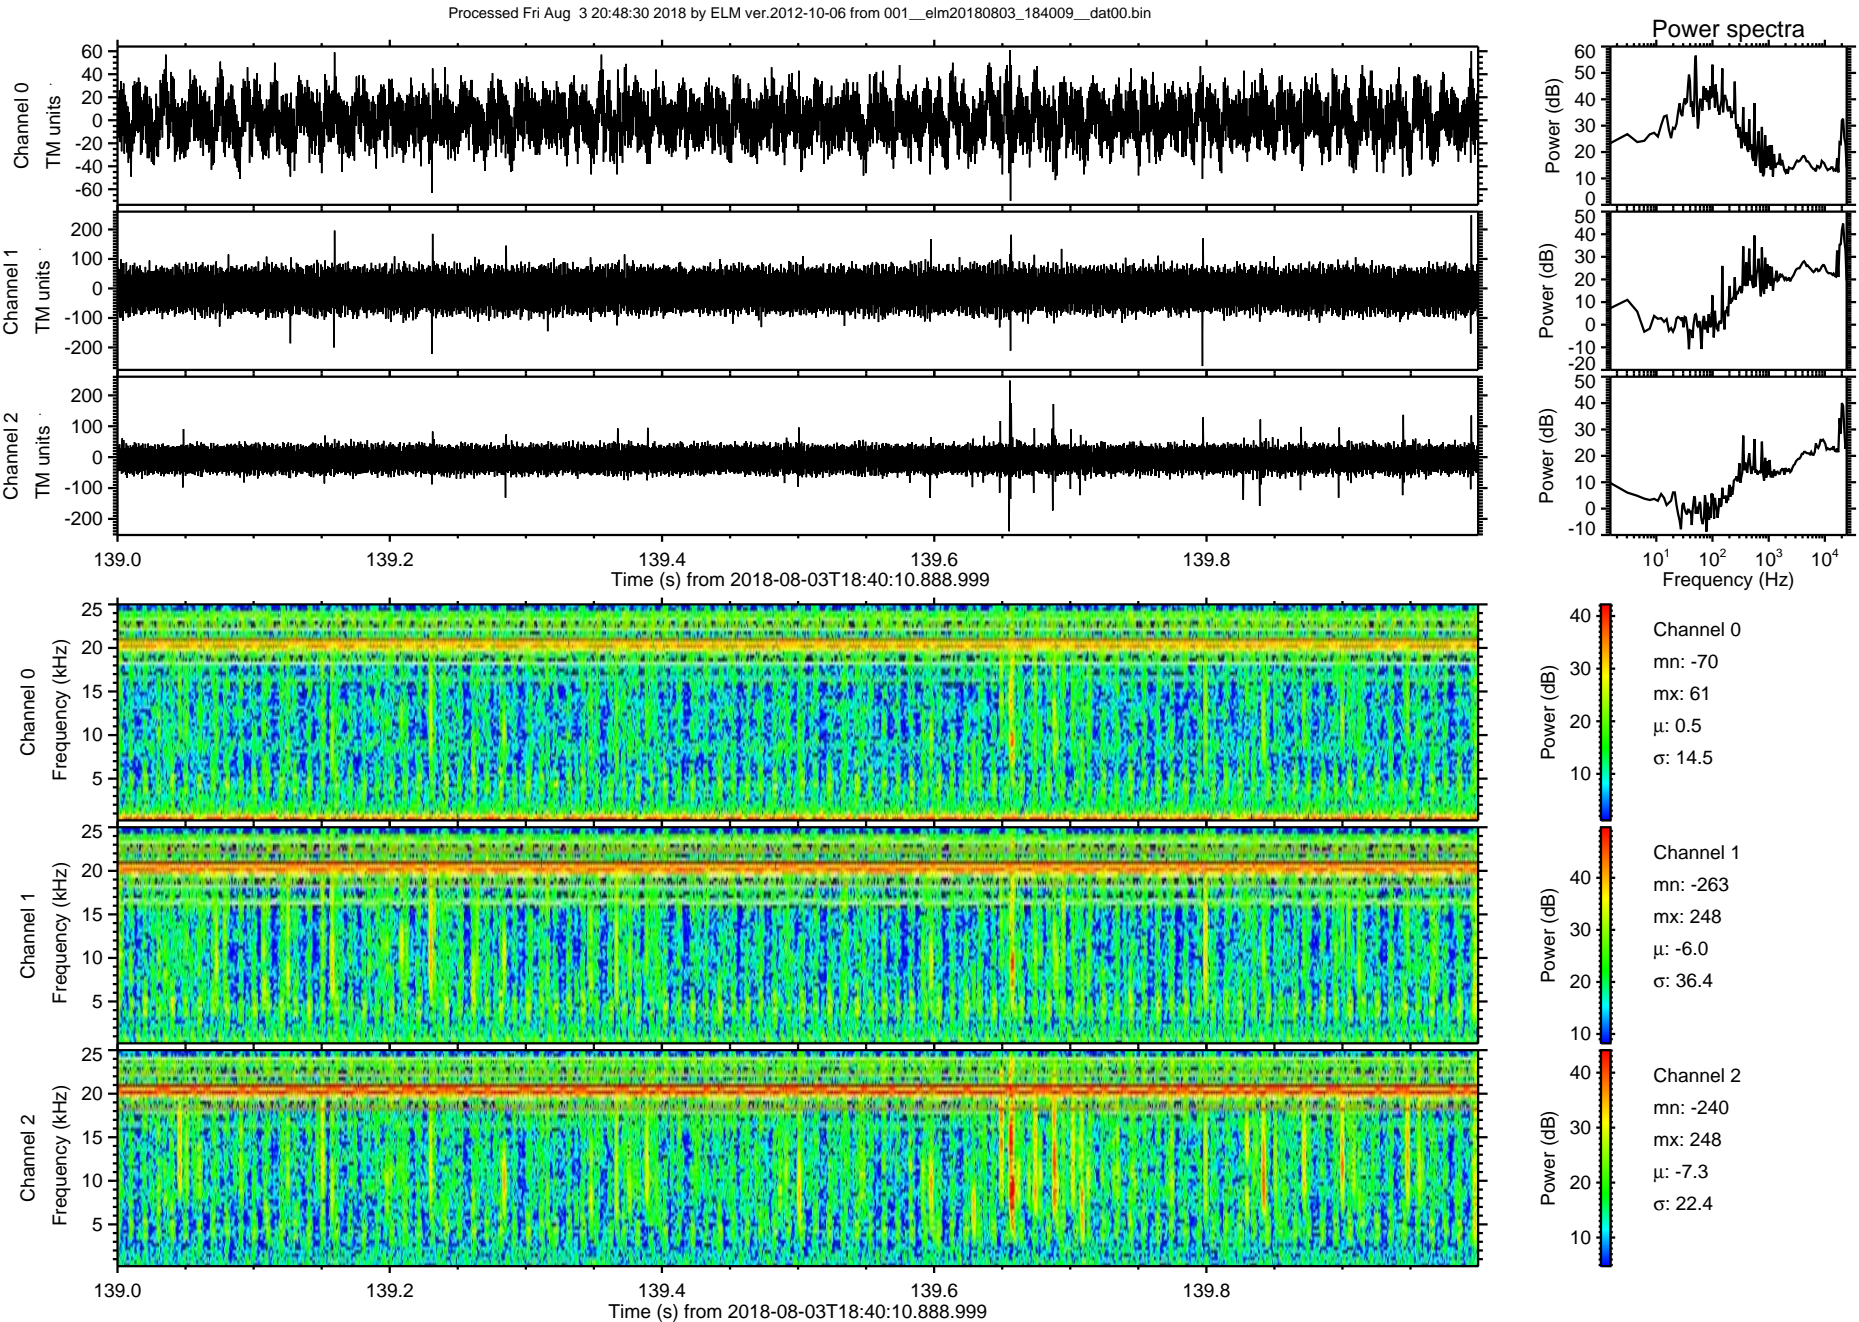 Processed Fri Aug  3 20:48:30 2018 by ELM ver.2012-10-06 from 001__elm20180803_184009__dat00.bin
Power spectra
Channel 0
TM units
60
40
20
0
-20
-40
-60
Power (dB)
60
50
40
30
20
10
0
Channel 1
TM units
200
100
0
-100
-200
Power (dB)
50
40
30
20
10
0
-10
-20
Channel 2
TM units
200
100
0
-100
-200
Power (dB)
50
40
30
20
10
0
-10
139.0 139.2 139.4 139.6 139.8
Time (s) from 2018-08-03T18:40:10.888.999
10^1 10^2 10^3 10^4
Frequency (Hz)
Channel 0
Frequency (kHz)
25
20
15
10
5
Power (dB)
40
30
20
10
Channel 0
mn: -70
mx: 61
μ: 0.5
σ: 14.5
Channel 1
Frequency (kHz)
25
20
15
10
5
Power (dB)
40
30
20
10
Channel 1
mn: -263
mx: 248
μ: -6.0
σ: 36.4
Channel 2
Frequency (kHz)
25
20
15
10
5
Power (dB)
40
30
20
10
Channel 2
mn: -240
mx: 248
μ: -7.3
σ: 22.4
139.0 139.2 139.4 139.6 139.8
Time (s) from 2018-08-03T18:40:10.888.999